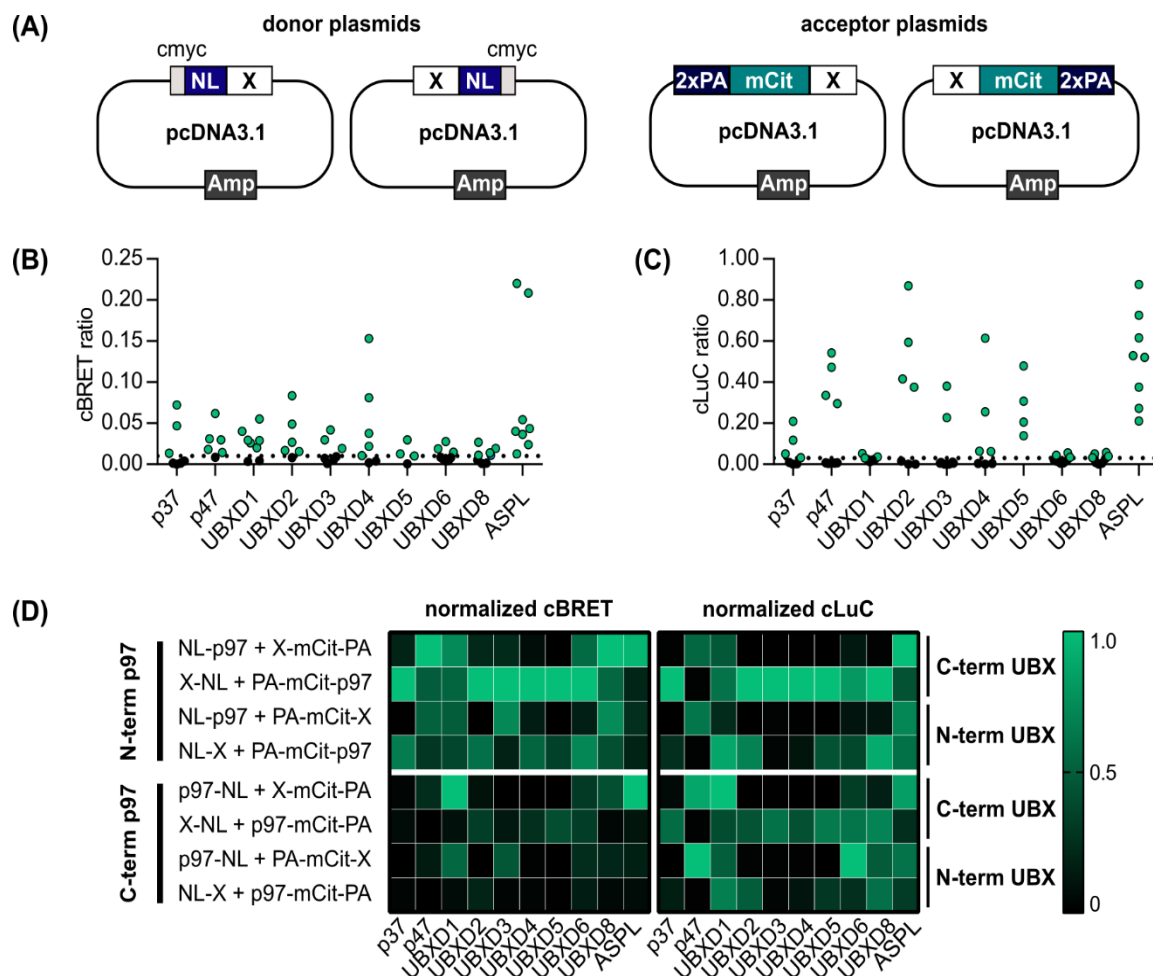 (A)
donor plasmids
acceptor plasmids
cmyc
NL X
pcDNA3.1
Amp
cmyc
X NL
pcDNA3.1
Amp
2xPA mCit X
pcDNA3.1
Amp
X mCit 2xPA
pcDNA3.1
Amp
(B)
cBRET ratio
0.25
0.20
0.15
0.10
0.05
0.00
p37 p47 UBXD1 UBXD2 UBXD3 UBXD4 UBXD5 UBXD6 UBXD8 ASPL
(C)
cLuC ratio
1.00
0.80
0.60
0.40
0.20
0.00
p37 p47 UBXD1 UBXD2 UBXD3 UBXD4 UBXD5 UBXD6 UBXD8 ASPL
(D)
normalized cBRET
normalized cLuC
N-term p97
NL-p97 + X-mCit-PA
X-NL + PA-mCit-p97
NL-p97 + PA-mCit-X
NL-X + PA-mCit-p97
C-term p97
p97-NL + X-mCit-PA
X-NL + p97-mCit-PA
p97-NL + PA-mCit-X
NL-X + p97-mCit-PA
C-term UBX
N-term UBX
C-term UBX
N-term UBX
1.0
0.5
0
p37 p47 UBXD1 UBXD2 UBXD3 UBXD4 UBXD5 UBXD6 UBXD8 ASPL
p37 p47 UBXD1 UBXD2 UBXD3 UBXD4 UBXD5 UBXD6 UBXD8 ASPL